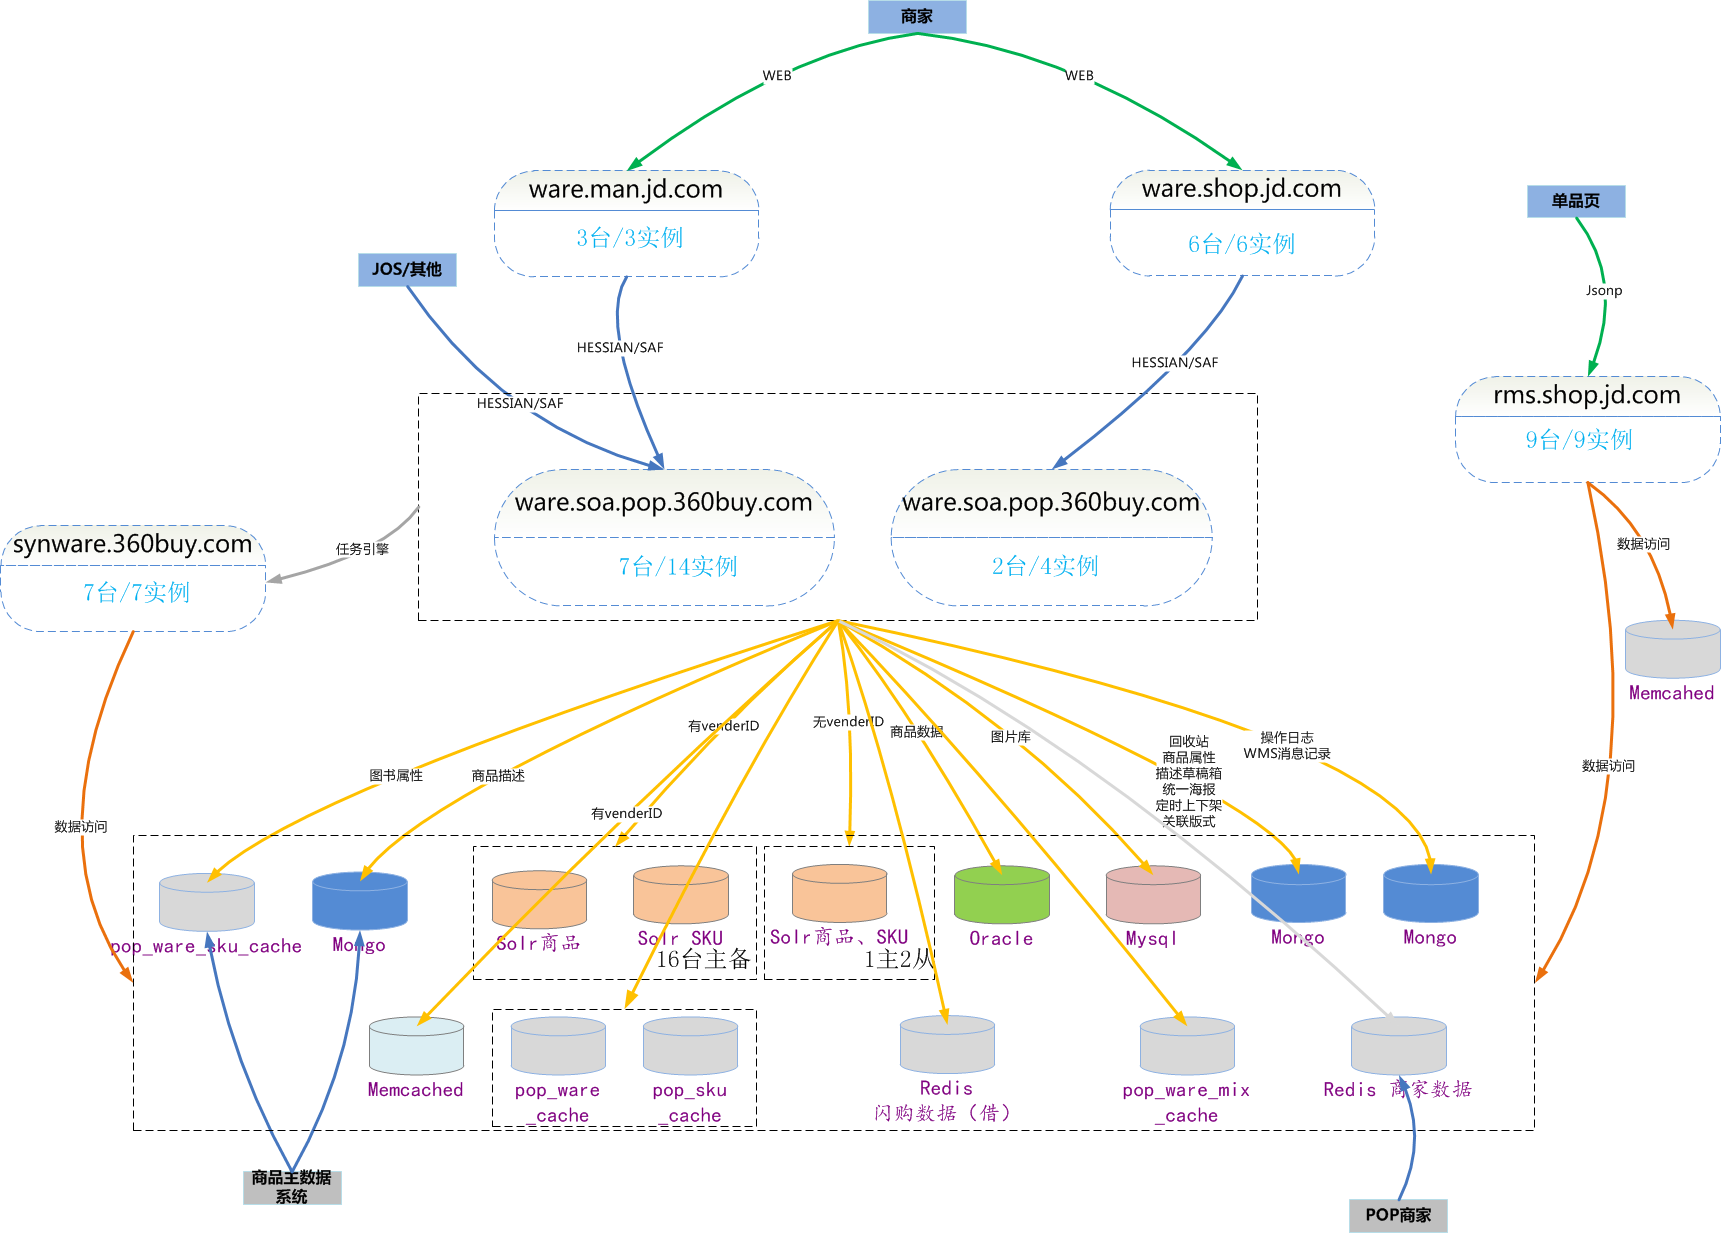 商家
WEB
WEB
ware.man.jd.com
3台/3实例
ware.shop.jd.com
6台/6实例
单品页
JOS/其他
Jsonp
HESSIAN/SAF
HESSIAN/SAF
HESSIAN/SAF
rms.shop.jd.com
9台/9实例
ware.soa.pop.360buy.com
7台/14实例
ware.soa.pop.360buy.com
2台/4实例
synware.360buy.com
7台/7实例
任务引擎
数据访问
Memcahed
有venderID
无venderID
商品数据
图片库
回收站
商品属性
描述草稿箱
统一海报
定时上下架
关联版式
操作日志
WMS消息记录
图书属性
商品描述
数据访问
有venderID
数据访问
pop_ware_sku_cache
Mongo
Solr商品
Solr SKU
16台主备
Solr商品、SKU
1主2从
Oracle
Mysql
Mongo
Mongo
Memcached
pop_ware
_cache
pop_sku
_cache
Redis
闪购数据（借）
pop_ware_mix
_cache
Redis 商家数据
商品主数据
系统
POP商家